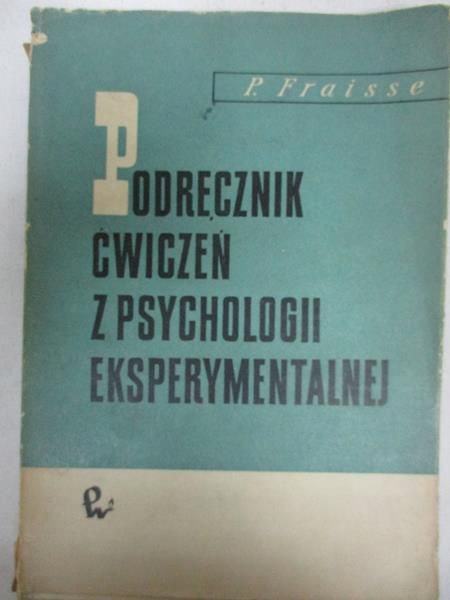 P. Fraisse
PODRĘCZNIK
ĆWICZEŃ
Z PSYCHOLOGII
EKSPERYMENTALNEJ